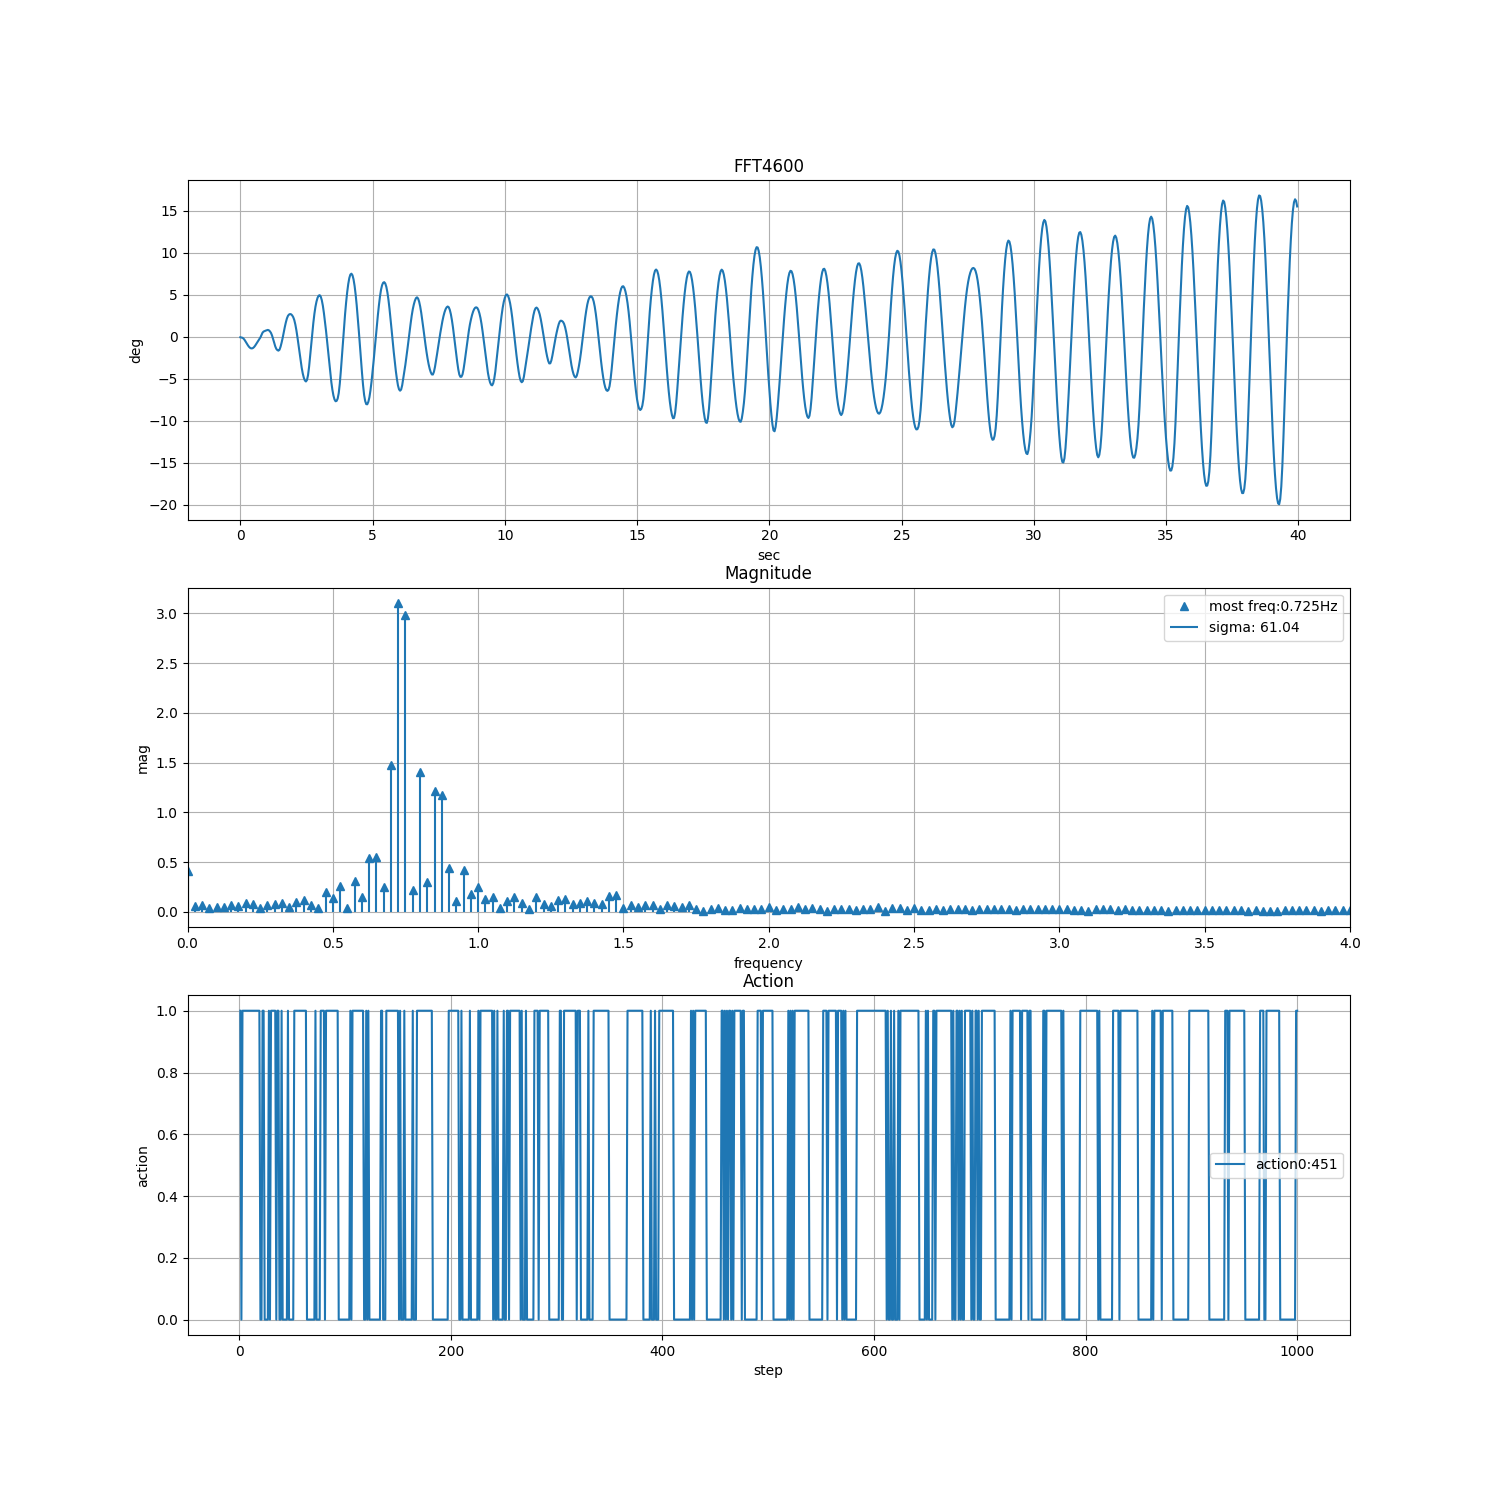 FFT4600
15
10
5
0
−5
−10
−15
−20
deg
0 5 10 15 20 25 30 35 40
sec
Magnitude
3.0
2.5
2.0
1.5
1.0
0.5
0.0
mag
most freq:0.725Hz
sigma: 61.04
0.0 0.5 1.0 1.5 2.0 2.5 3.0 3.5 4.0
frequency
Action
1.0
0.8
0.6
0.4
0.2
0.0
action
action0:451
0 200 400 600 800 1000
step